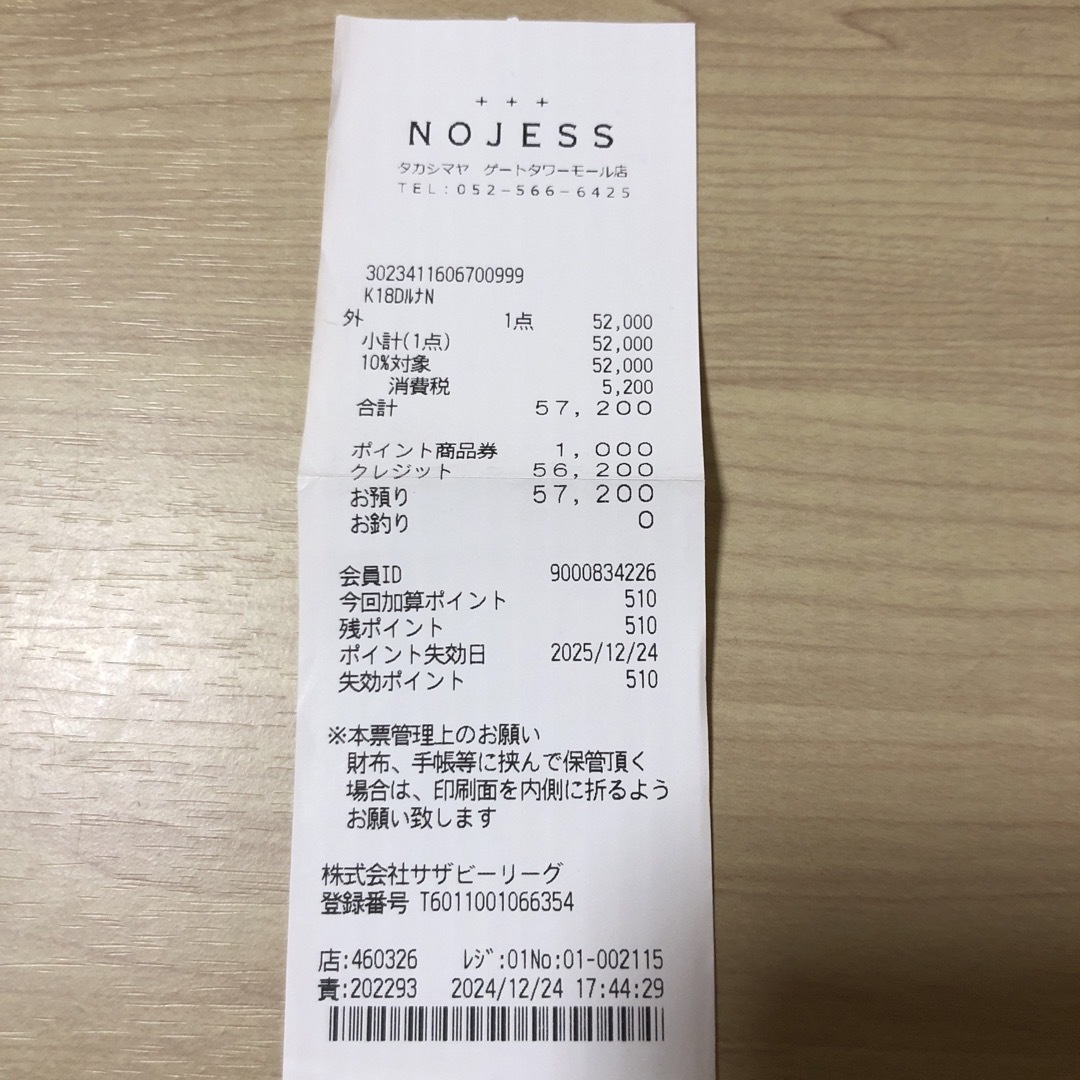 + + +
NOJESS
タカシマヤ ゲートタワーモール店
TEL:052-566-6425
3023411606700999
K18DﾙﾅN
外 1点 52,000
小計(1点) 52,000
10%対象 52,000
消費税 5,200
合計 57,200
ポイント商品券 1,000
クレジット 56,200
お預り 57,200
お釣り 0
会員ID 9000834226
今回加算ポイント 510
残ポイント 510
ポイント失効日 2025/12/24
失効ポイント 510
※本票管理上のお願い
財布、手帳等に挟んで保管頂く
場合は、印刷面を内側に折るよう
お願い致します
株式会社サザビーリーグ
登録番号 T6011001066354
店:460326 ﾚｼﾞ:01No:01-002115
責:202293 2024/12/24 17:44:29